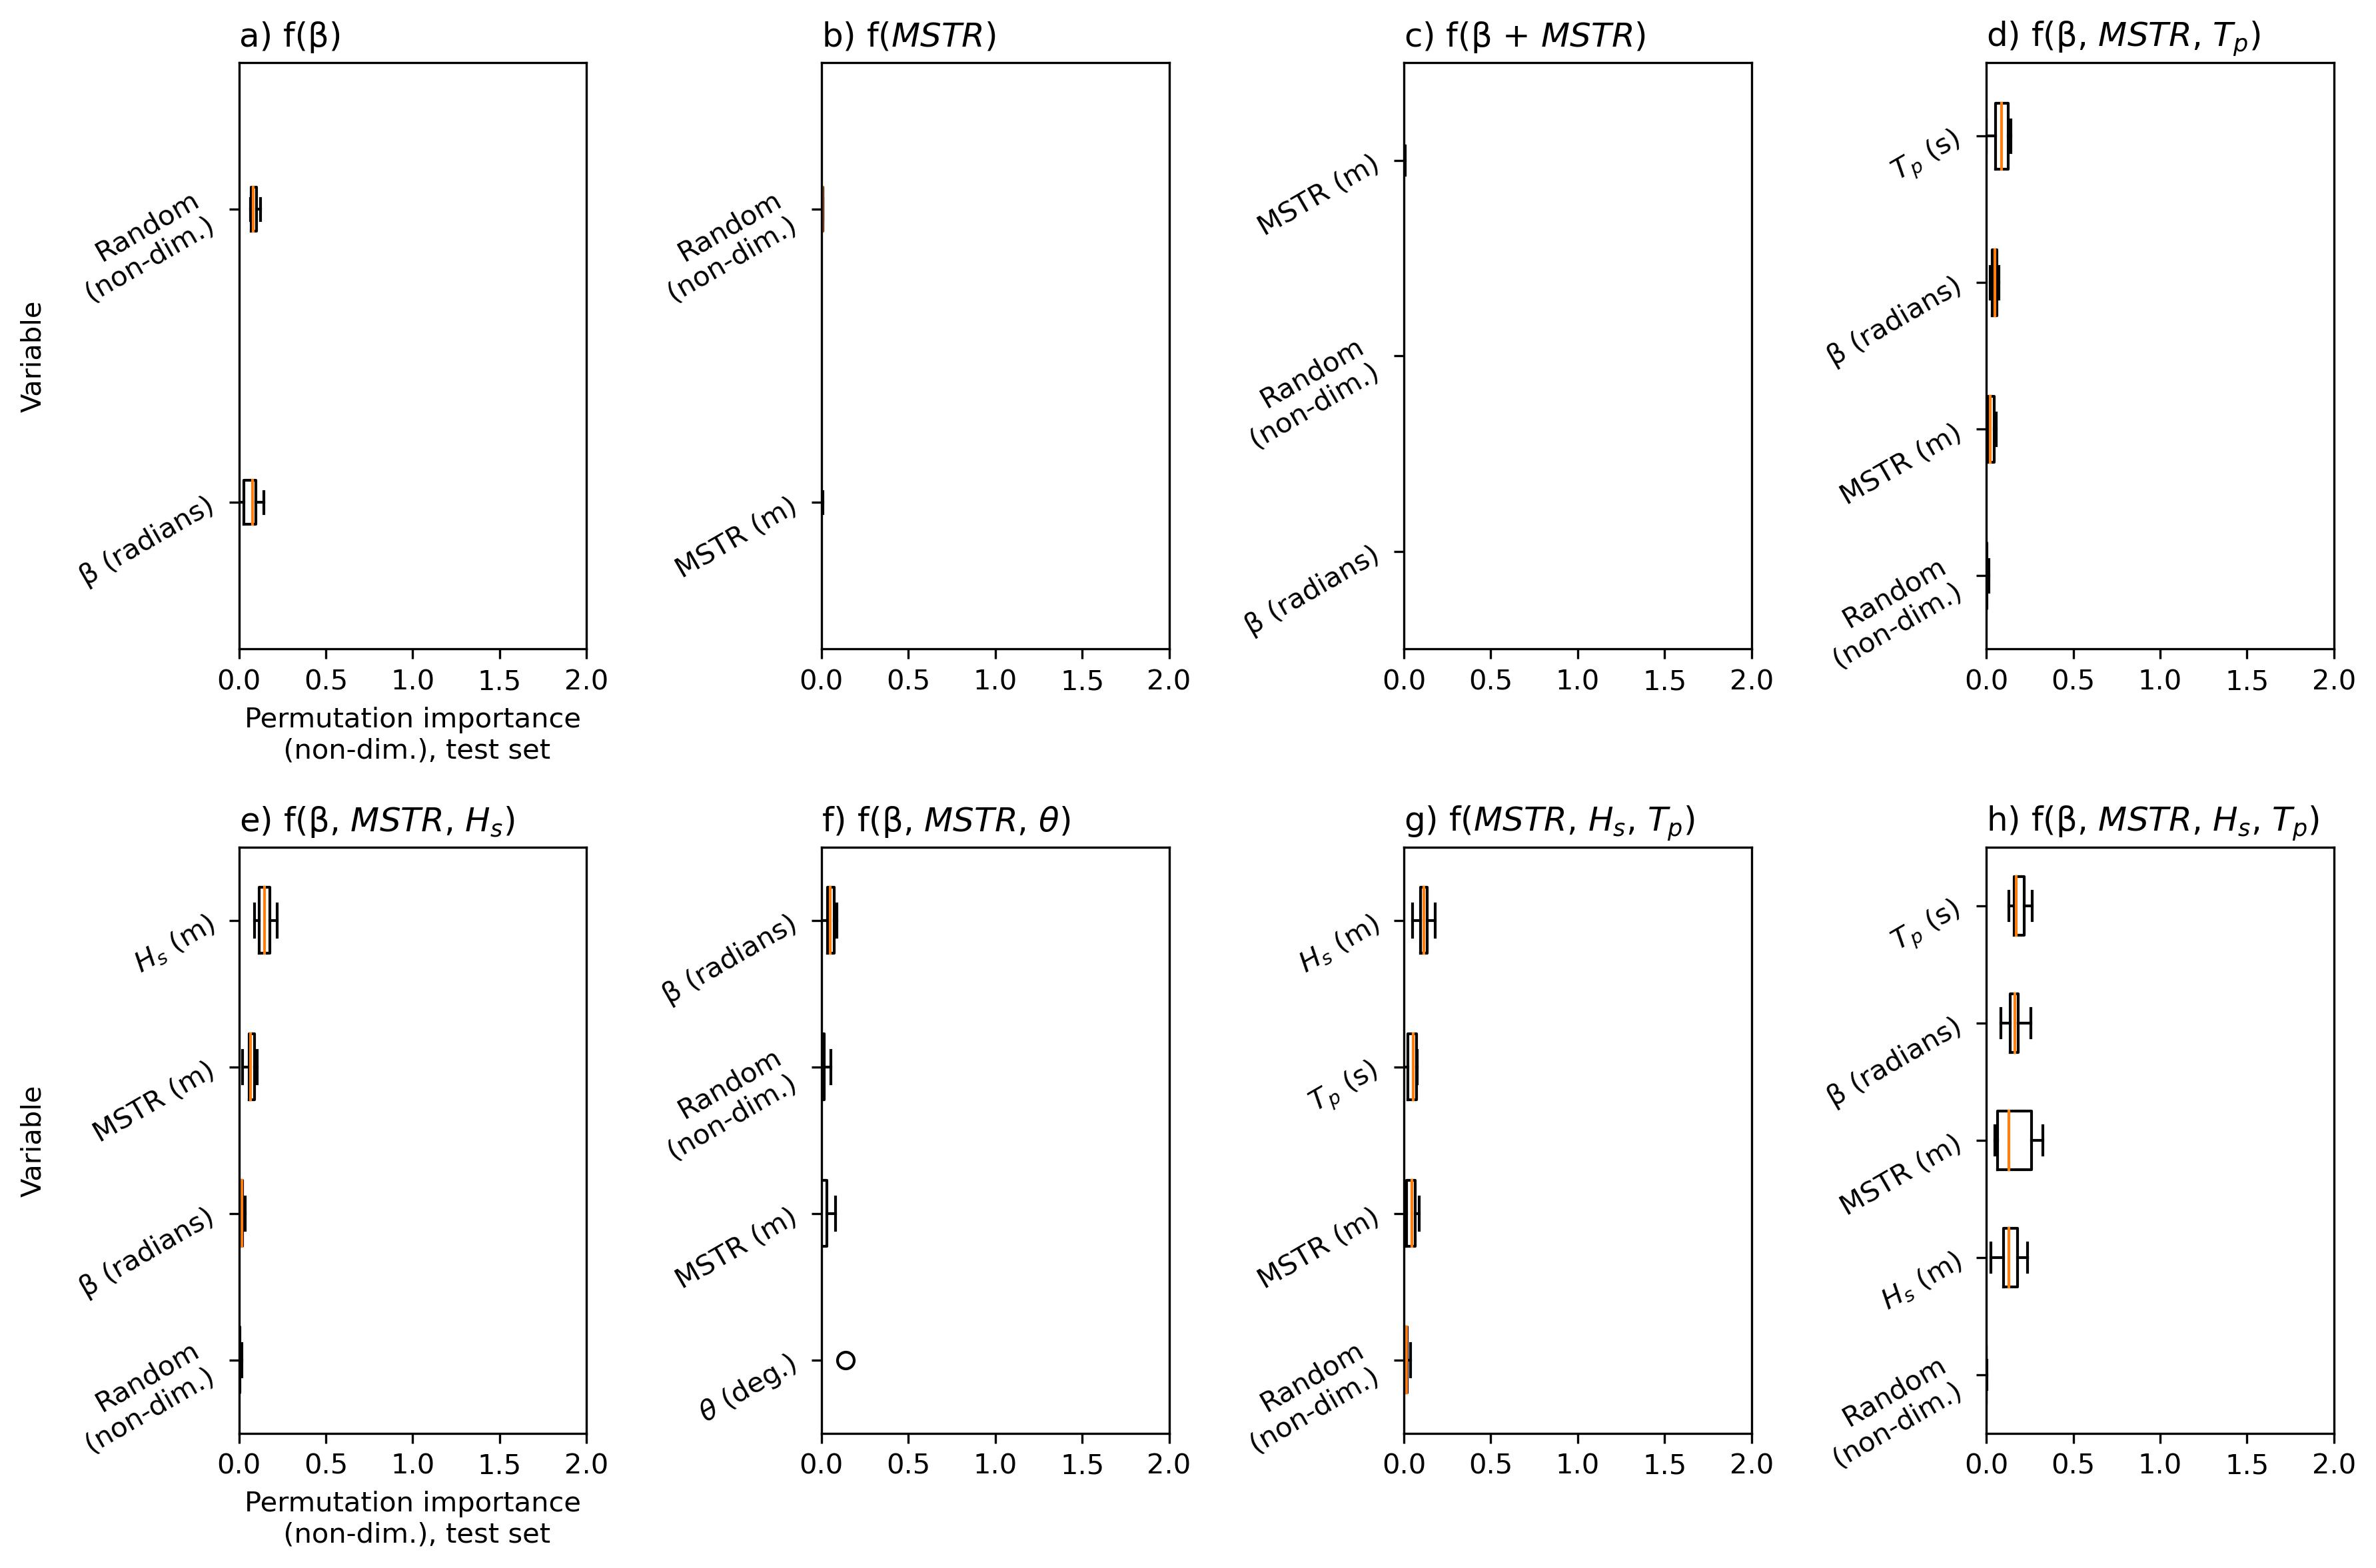 a) f(β)
b) f(MSTR)
c) f(β + MSTR)
d) f(β, MSTR, Tp)
Variable
Random
(non-dim.)
β (radians)
0.0 0.5 1.0 1.5 2.0
Permutation importance
(non-dim.), test set
Random
(non-dim.)
MSTR (m)
0.0 0.5 1.0 1.5 2.0
MSTR (m)
Random
(non-dim.)
β (radians)
0.0 0.5 1.0 1.5 2.0
Tp (s)
β (radians)
MSTR (m)
Random
(non-dim.)
0.0 0.5 1.0 1.5 2.0
e) f(β, MSTR, Hs)
f) f(β, MSTR, θ)
g) f(MSTR, Hs, Tp)
h) f(β, MSTR, Hs, Tp)
Variable
Hs (m)
MSTR (m)
β (radians)
Random
(non-dim.)
0.0 0.5 1.0 1.5 2.0
Permutation importance
(non-dim.), test set
β (radians)
Random
(non-dim.)
MSTR (m)
θ (deg.)
0.0 0.5 1.0 1.5 2.0
Hs (m)
Tp (s)
MSTR (m)
Random
(non-dim.)
0.0 0.5 1.0 1.5 2.0
Tp (s)
β (radians)
MSTR (m)
Hs (m)
Random
(non-dim.)
0.0 0.5 1.0 1.5 2.0